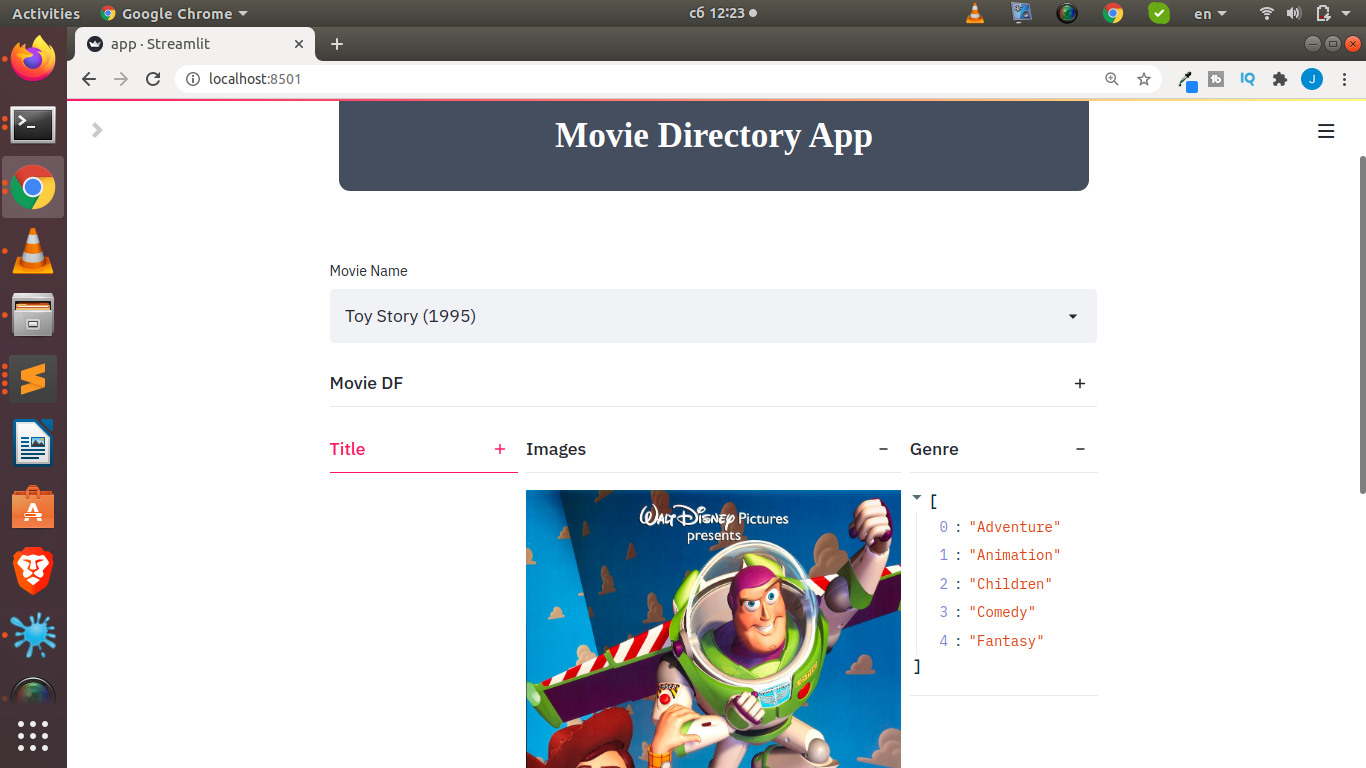 Activities Google Chrome сб 12:23 en
app · Streamlit
localhost:8501
Movie Directory App
Movie Name
Toy Story (1995)
Movie DF
Title Images Genre
WALT DISNEY Pictures
presents
[
0 : "Adventure"
1 : "Animation"
2 : "Children"
3 : "Comedy"
4 : "Fantasy"
]